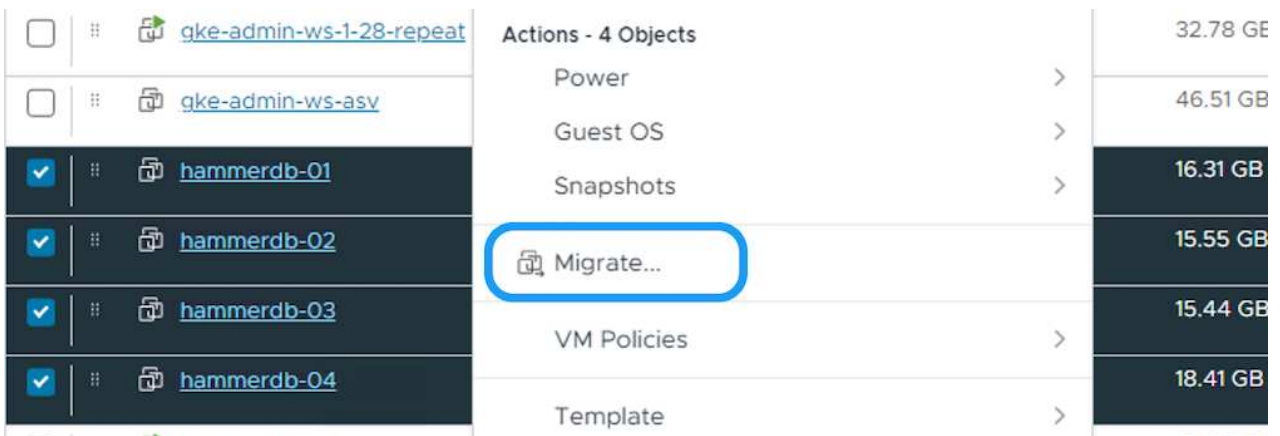 gke-admin-ws-1-28-repeat
gke-admin-ws-asv
hammerdb-01
hammerdb-02
hammerdb-03
hammerdb-04
Actions - 4 Objects
Power
Guest OS
Snapshots
Migrate...
VM Policies
Template
32.78 GB
46.51 GB
16.31 GB
15.55 GB
15.44 GB
18.41 GB